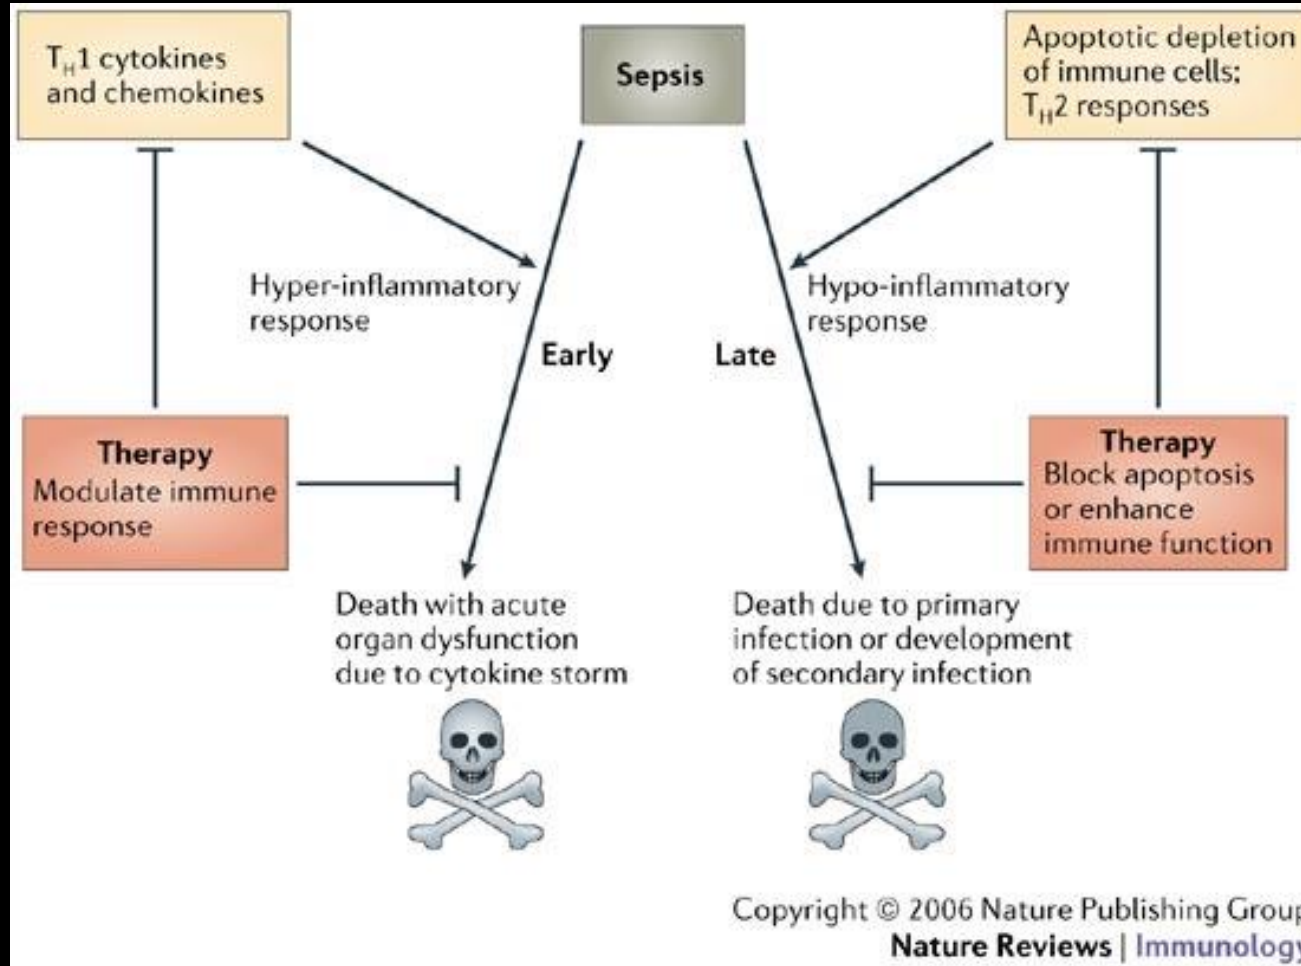 T_H1 cytokines
and chemokines
Sepsis
Apoptotic depletion
of immune cells;
T_H2 responses
Hyper-inflammatory
response
Hypo-inflammatory
response
Early
Late
Therapy
Modulate immune
response
Therapy
Block apoptosis
or enhance
immune function
Death with acute
organ dysfunction
due to cytokine storm
Death due to primary
infection or development
of secondary infection
Copyright © 2006 Nature Publishing Group
Nature Reviews | Immunology